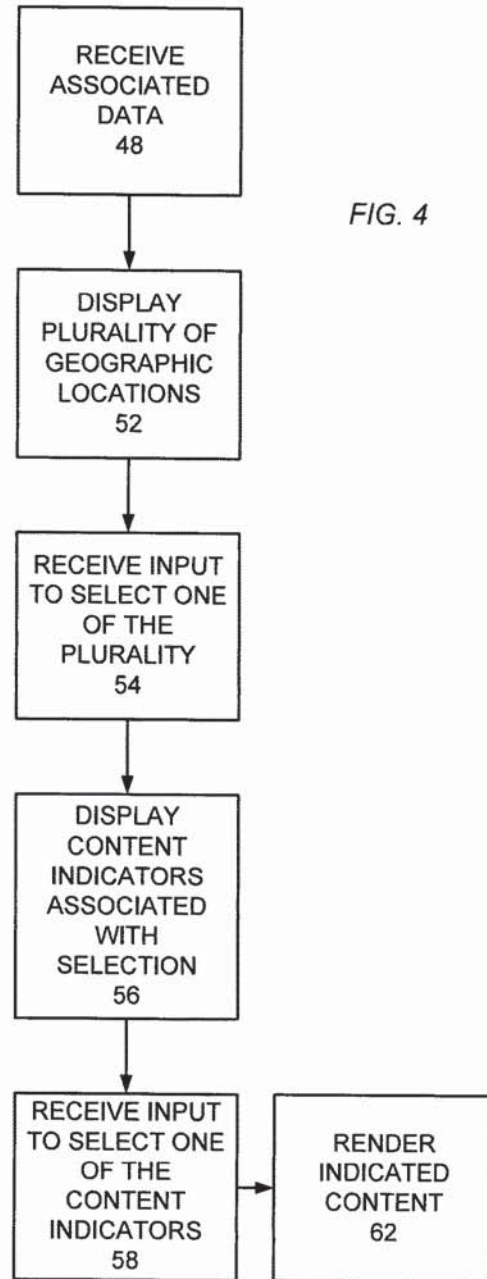 RECEIVE
ASSOCIATED
DATA
48
FIG. 4
DISPLAY
PLURALITY OF
GEOGRAPHIC
LOCATIONS
52
RECEIVE INPUT
TO SELECT ONE
OF THE
PLURALITY
54
DISPLAY
CONTENT
INDICATORS
ASSOCIATED
WITH
SELECTION
56
RECEIVE INPUT
TO SELECT ONE
OF THE
CONTENT
INDICATORS
58
RENDER
INDICATED
CONTENT
62